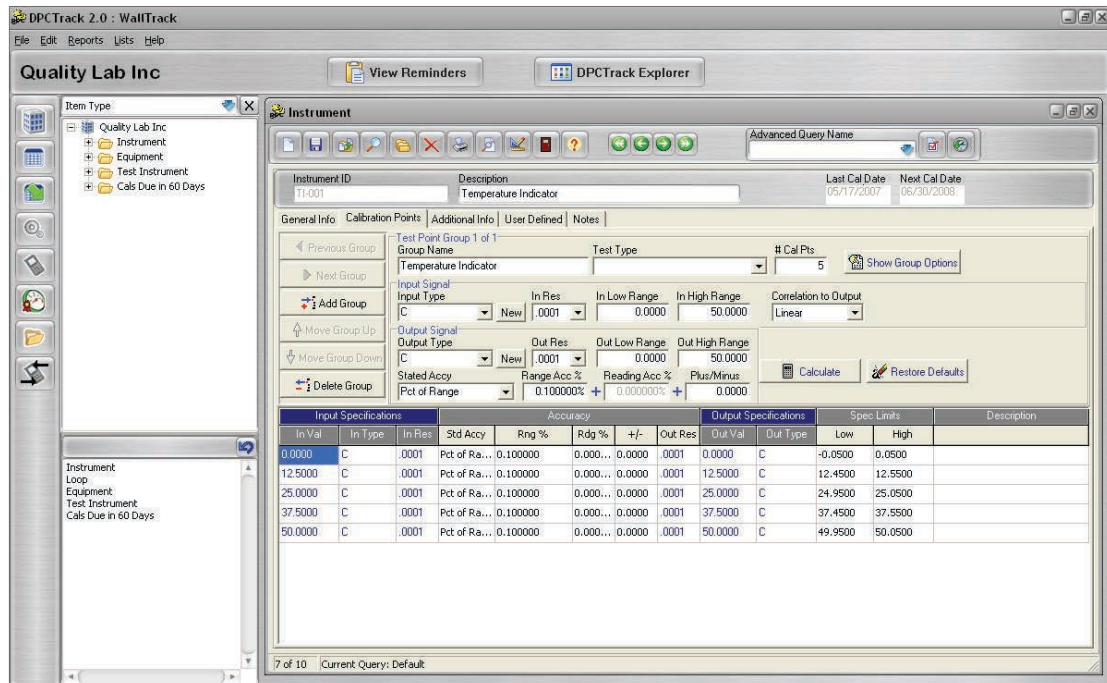 DPCTrack 2.0 : WallTrack
File Edit Reports Lists Help
Quality Lab Inc
View Reminders
DPCTrack Explorer
Item Type
Quality Lab Inc
Instrument
Equipment
Test Instrument
Cals Due in 60 Days
Instrument
Loop
Equipment
Test Instrument
Cals Due in 60 Days
Instrument
Advanced Query Name
Instrument ID Description Last Cal Date Next Cal Date
TI-001 Temperature Indicator 05/17/2007 06/30/2008
General Info Calibration Points Additional Info User Defined Notes
Previous Group
Next Group
Add Group
Move Group Up
Move Group Down
Delete Group
Test Point Group 1 of 1
Group Name Test Type # Cal Pts
Temperature Indicator 5 Show Group Options
Input Signal
Input Type In Res In Low Range In High Range Correlation to Output
C New .0001 0.0000 50.0000 Linear
Output Signal
Output Type Out Res Out Low Range Out High Range
C New .0001 0.0000 50.0000
Calculate Restore Defaults
Stated Accy Range Acc % Reading Acc % Plus/Minus
Pct of Range 0.100000% + 0.000000% + 0.0000
Input Specifications Accuracy Output Specifications Spec Limits Description
In Val In Type In Res Std Accy Rng % Rdg % +/- Out Res Out Val Out Type Low High
0.0000 C .0001 Pct of Ra... 0.100000 0.000... 0.0000 .0001 0.0000 C -0.0500 0.0500
12.5000 C .0001 Pct of Ra... 0.100000 0.000... 0.0000 .0001 12.5000 C 12.4500 12.5500
25.0000 C .0001 Pct of Ra... 0.100000 0.000... 0.0000 .0001 25.0000 C 24.9500 25.0500
37.5000 C .0001 Pct of Ra... 0.100000 0.000... 0.0000 .0001 37.5000 C 37.4500 37.5500
50.0000 C .0001 Pct of Ra... 0.100000 0.000... 0.0000 .0001 50.0000 C 49.9500 50.0500
7 of 10 Current Query: Default